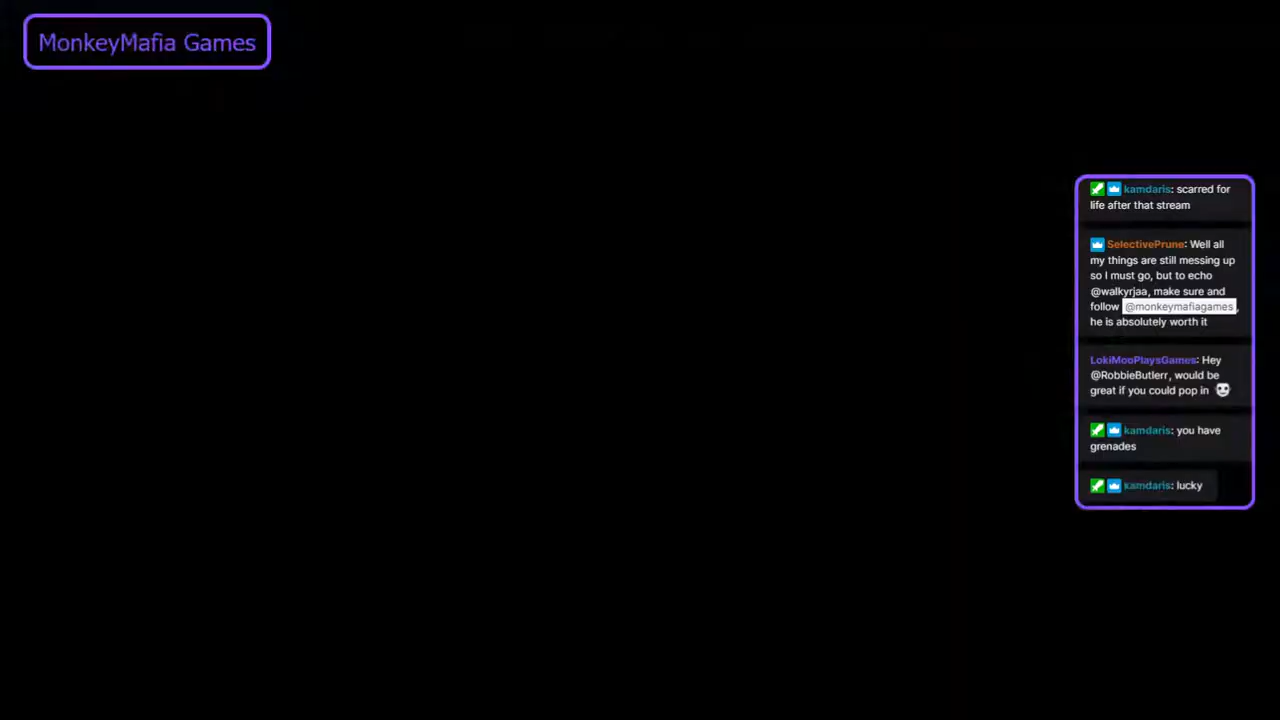 MonkeyMafia Games
kamdaris: scarred for
life after that stream
SelectivePrune: Well all
my things are still messing up
so I must go, but to echo
@walkyrjaa, make sure and
follow @monkeymafiagames,
he is absolutely worth it
LokiMooPlaysGames: Hey
@RobbieButlerr, would be
great if you could pop in
kamdaris: you have
grenades
kamdaris: lucky